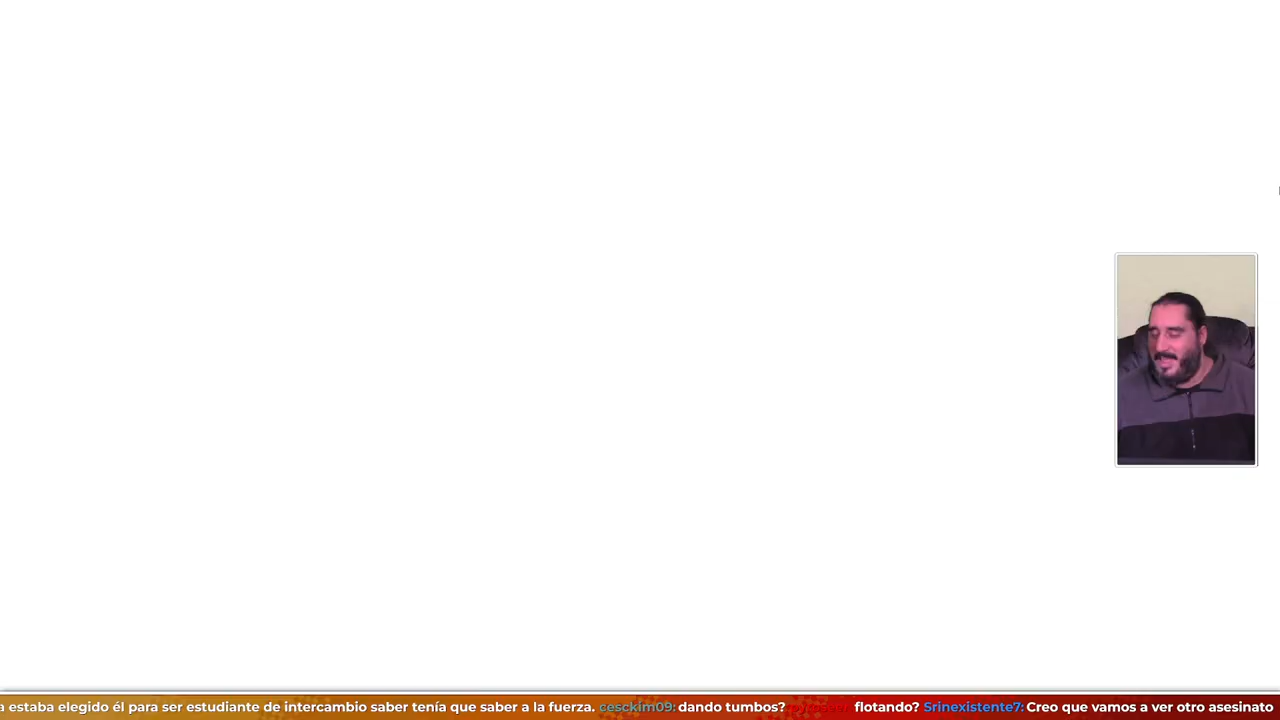 a estaba elegido él para ser estudiante de intercambio saber tenía que saber a la fuerza. cesckim09: dando tumbos? flotando? Srinexistente7: Creo que vamos a ver otro asesinato